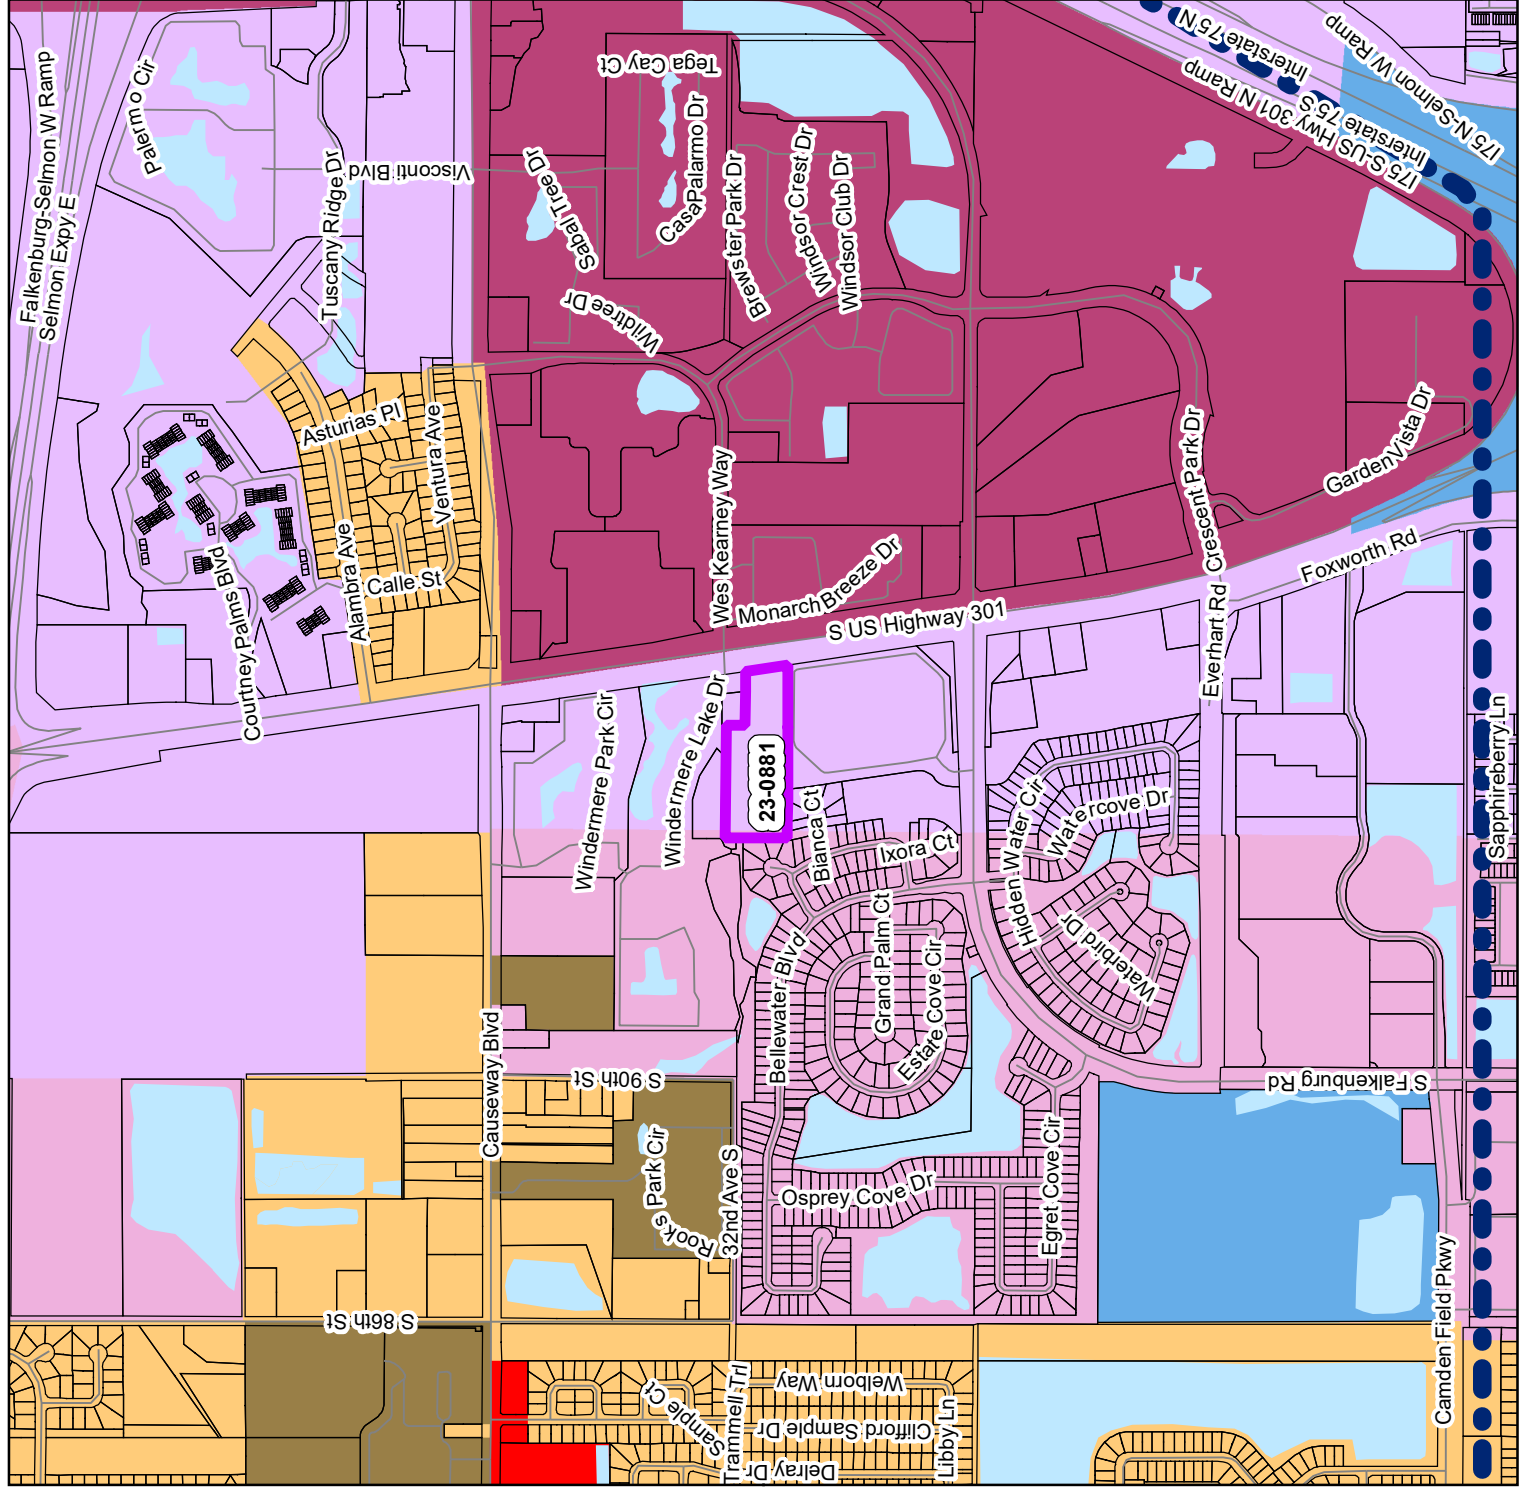 Falkenburg-Selmon W Ramp
Selmon Expy E
Palermo Cir
Tuscany Ridge Dr
Visconti Blvd
Sabal Tree Dr
Tega Cay Ct
CasaPalarmo Dr
Brewster Park Dr
Windsor Crest Dr
Windsor Club Dr
Wildtree Dr
Interstate 75 N
I75 S-US Hwy 301 N Ramp
Interstate 75 S
I75 N-Selmon W Ramp
Asturias Pl
Ventura Ave
Alambra Ave
Calle St
Courtney Palms Blvd
Wes Kearney Way
MonarchBreeze Dr
S US Highway 301
Crescent Park Dr
GardenVista Dr
Foxworth Rd
Everhart Rd
Windermere Park Cir
Windermere Lake Dr
23-0881
Bianca Ct
Ixora Ct
Hidden Water Cir
Watercove Dr
Waterbird Dr
Sapphireberry Ln
Bellewater Blvd
Grand Palm Ct
Estate Cove Cir
Causeway Blvd
S 90th St
S Falkenburg Rd
Rooks Park Cir
32nd Ave S
Osprey Cove Dr
Egret Cove Cir
S 86th St
Camden Field Pkwy
Sample Ct
Trammell Trl
Welborn Way
Clifford Sample Dr
Delray Dr
Libby Ln